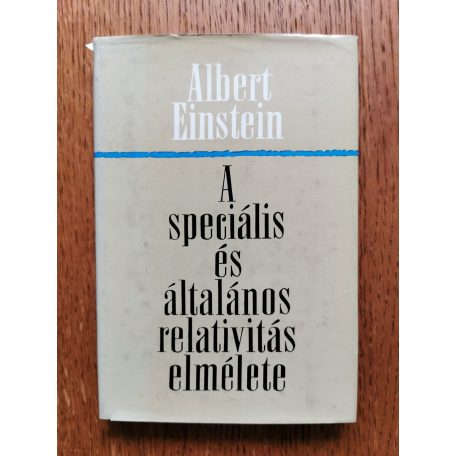 Albert
Einstein
A
speciális
és
általános
relativitás
elmélete